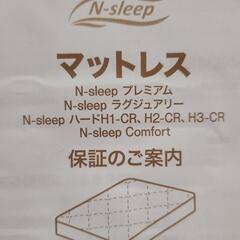 N-sleep
マットレス
N-sleep プレミアム
N-sleep ラグジュアリー
N-sleep ハードH1-CR、H2-CR、H3-CR
N-sleep Comfort
保証のご案内